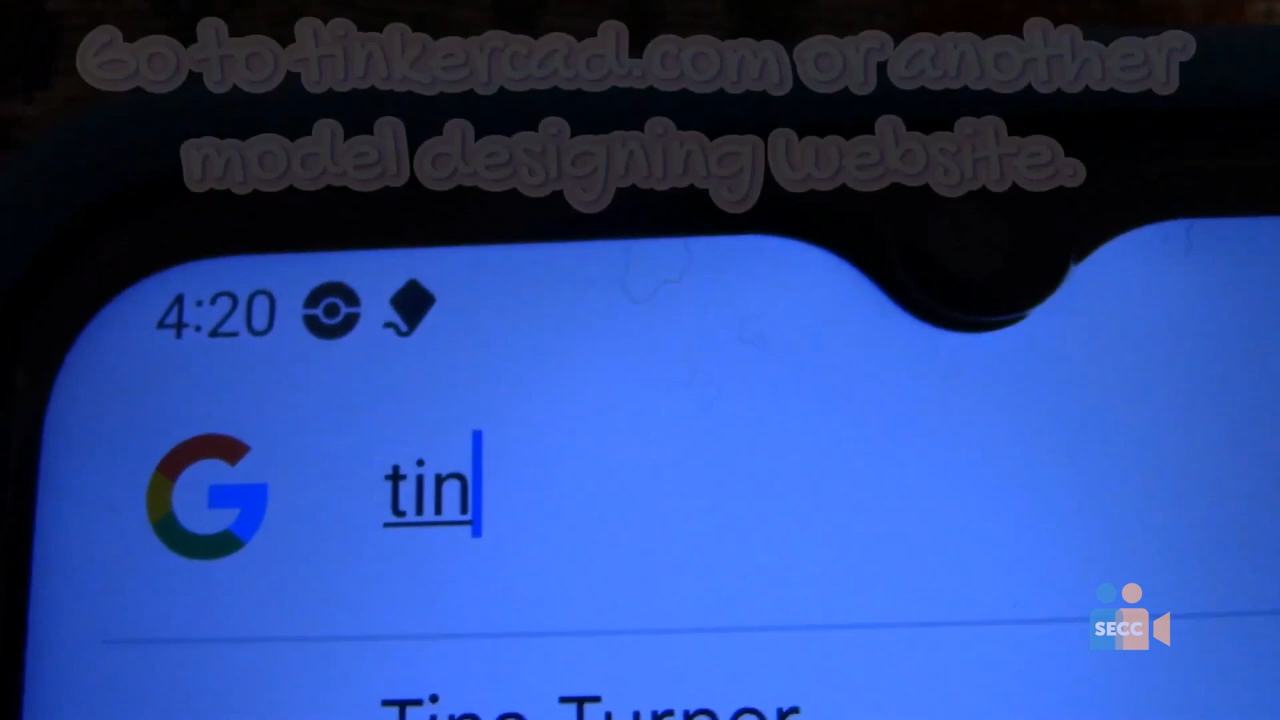 Go to tinkercad.com or another
model designing website.
4:20
tin
Tina Turner
SECC